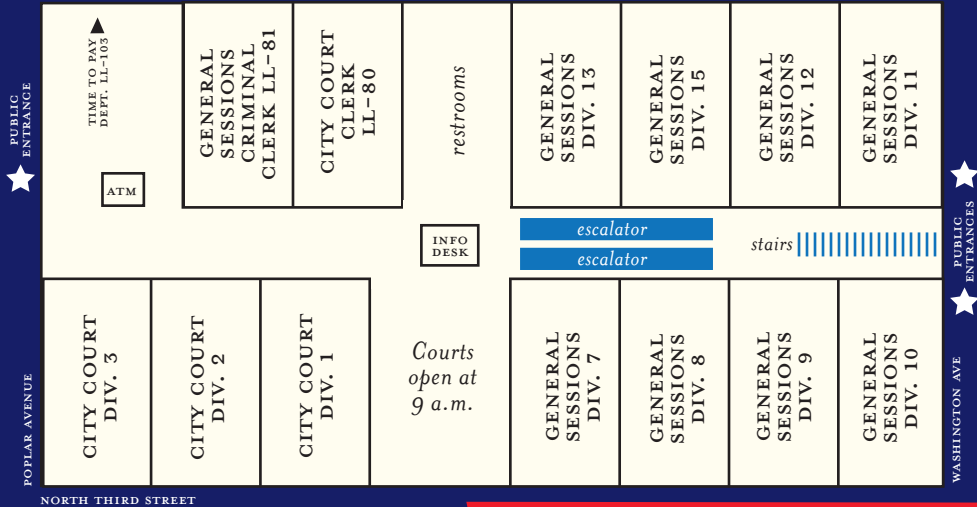 PUBLIC
ENTRANCE
TIME TO PAY
DEPT. LL-103
ATM
GENERAL
SESSIONS
CRIMINAL
CLERK LL-81
CITY COURT
CLERK
LL-80
restrooms
GENERAL
SESSIONS
DIV. 13
GENERAL
SESSIONS
DIV. 15
GENERAL
SESSIONS
DIV. 12
GENERAL
SESSIONS
DIV. 11
INFO
DESK
escalator
escalator
stairs
PUBLIC
ENTRANCES
CITY COURT
DIV. 3
CITY COURT
DIV. 2
CITY COURT
DIV. 1
Courts
open at
9 a.m.
GENERAL
SESSIONS
DIV. 7
GENERAL
SESSIONS
DIV. 8
GENERAL
SESSIONS
DIV. 9
GENERAL
SESSIONS
DIV. 10
POPLAR AVENUE
WASHINGTON AVE
NORTH THIRD STREET